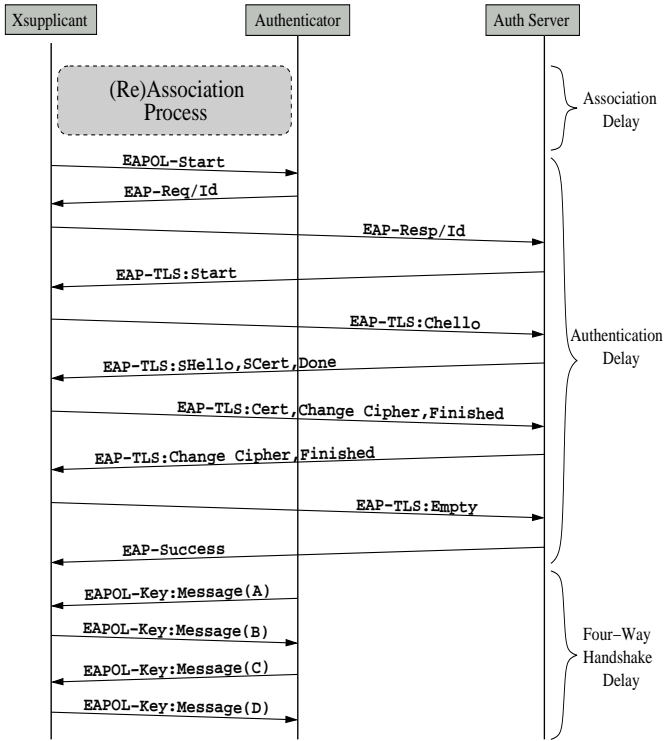 Xsupplicant
Authenticator
Auth Server
(Re)Association
Process
Association
Delay
EAPOL-Start
EAP-Req/Id
EAP-Resp/Id
EAP-TLS:Start
EAP-TLS:Chello
Authentication
Delay
EAP-TLS:SHello,SCert,Done
EAP-TLS:Cert,Change Cipher,Finished
EAP-TLS:Change Cipher,Finished
EAP-TLS:Empty
EAP-Success
EAPOL-Key:Message(A)
EAPOL-Key:Message(B)
EAPOL-Key:Message(C)
EAPOL-Key:Message(D)
Four-Way
Handshake
Delay